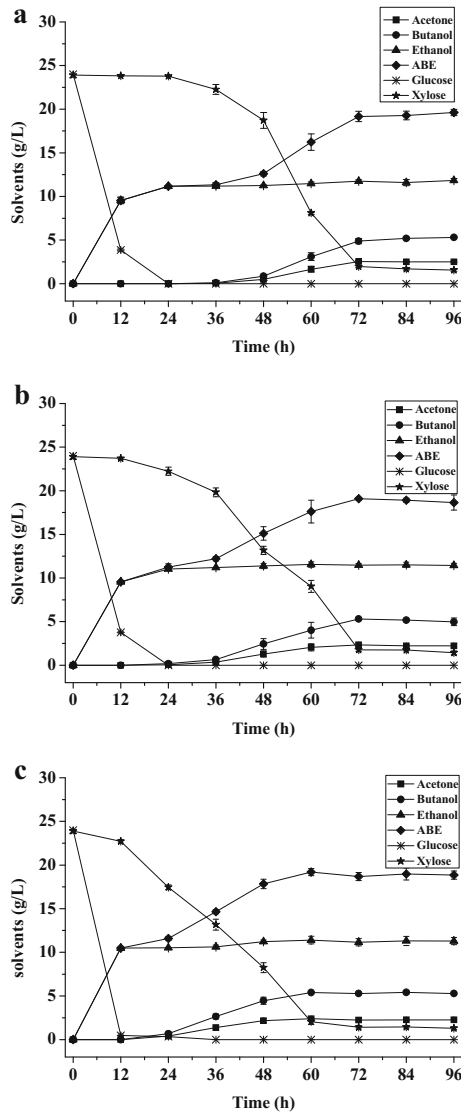 a
30
25
20
15
10
5
0
Solvents (g/L)
Acetone
Butanol
Ethanol
ABE
Glucose
Xylose
0 12 24 36 48 60 72 84 96
Time (h)
b
30
25
20
15
10
5
0
Solvents (g/L)
Acetone
Butanol
Ethanol
ABE
Glucose
Xylose
0 12 24 36 48 60 72 84 96
Time (h)
c
30
25
20
15
10
5
0
solvents (g/L)
Acetone
Butanol
Ethanol
ABE
Glucose
Xylose
0 12 24 36 48 60 72 84 96
Time (h)